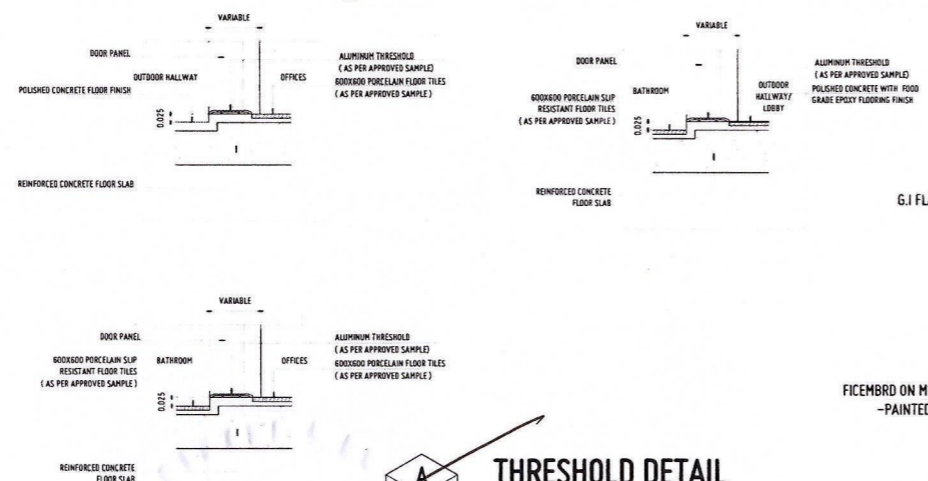 VARIABLE
DOOR PANEL
OUTDOOR HALLWAY
POLISHED CONCRETE FLOOR FINISH
OFFICES
ALUMINUM THRESHOLD
( AS PER APPROVED SAMPLE)
600X600 PORCELAIN FLOOR TILES
( AS PER APPROVED SAMPLE )
0.025
REINFORCED CONCRETE FLOOR SLAB
VARIABLE
DOOR PANEL
BATHROOM
600X600 PORCELAIN SLIP
RESISTANT FLOOR TILES
( AS PER APPROVED SAMPLE )
OUTDOOR
HALLWAY/
LOBBY
ALUMINUM THRESHOLD
( AS PER APPROVED SAMPLE)
POLISHED CONCRETE WITH FOOD
GRADE EPOXY FLOORING FINISH
0.025
REINFORCED CONCRETE
FLOOR SLAB
G.I FL
VARIABLE
DOOR PANEL
600X600 PORCELAIN SLIP
RESISTANT FLOOR TILES
( AS PER APPROVED SAMPLE )
BATHROOM
OFFICES
ALUMINUM THRESHOLD
( AS PER APPROVED SAMPLE)
600X600 PORCELAIN FLOOR TILES
( AS PER APPROVED SAMPLE )
0.025
REINFORCED CONCRETE
FLOOR SLAB
FICEMBRD ON M
-PAINTED
A
THRESHOLD DETAIL